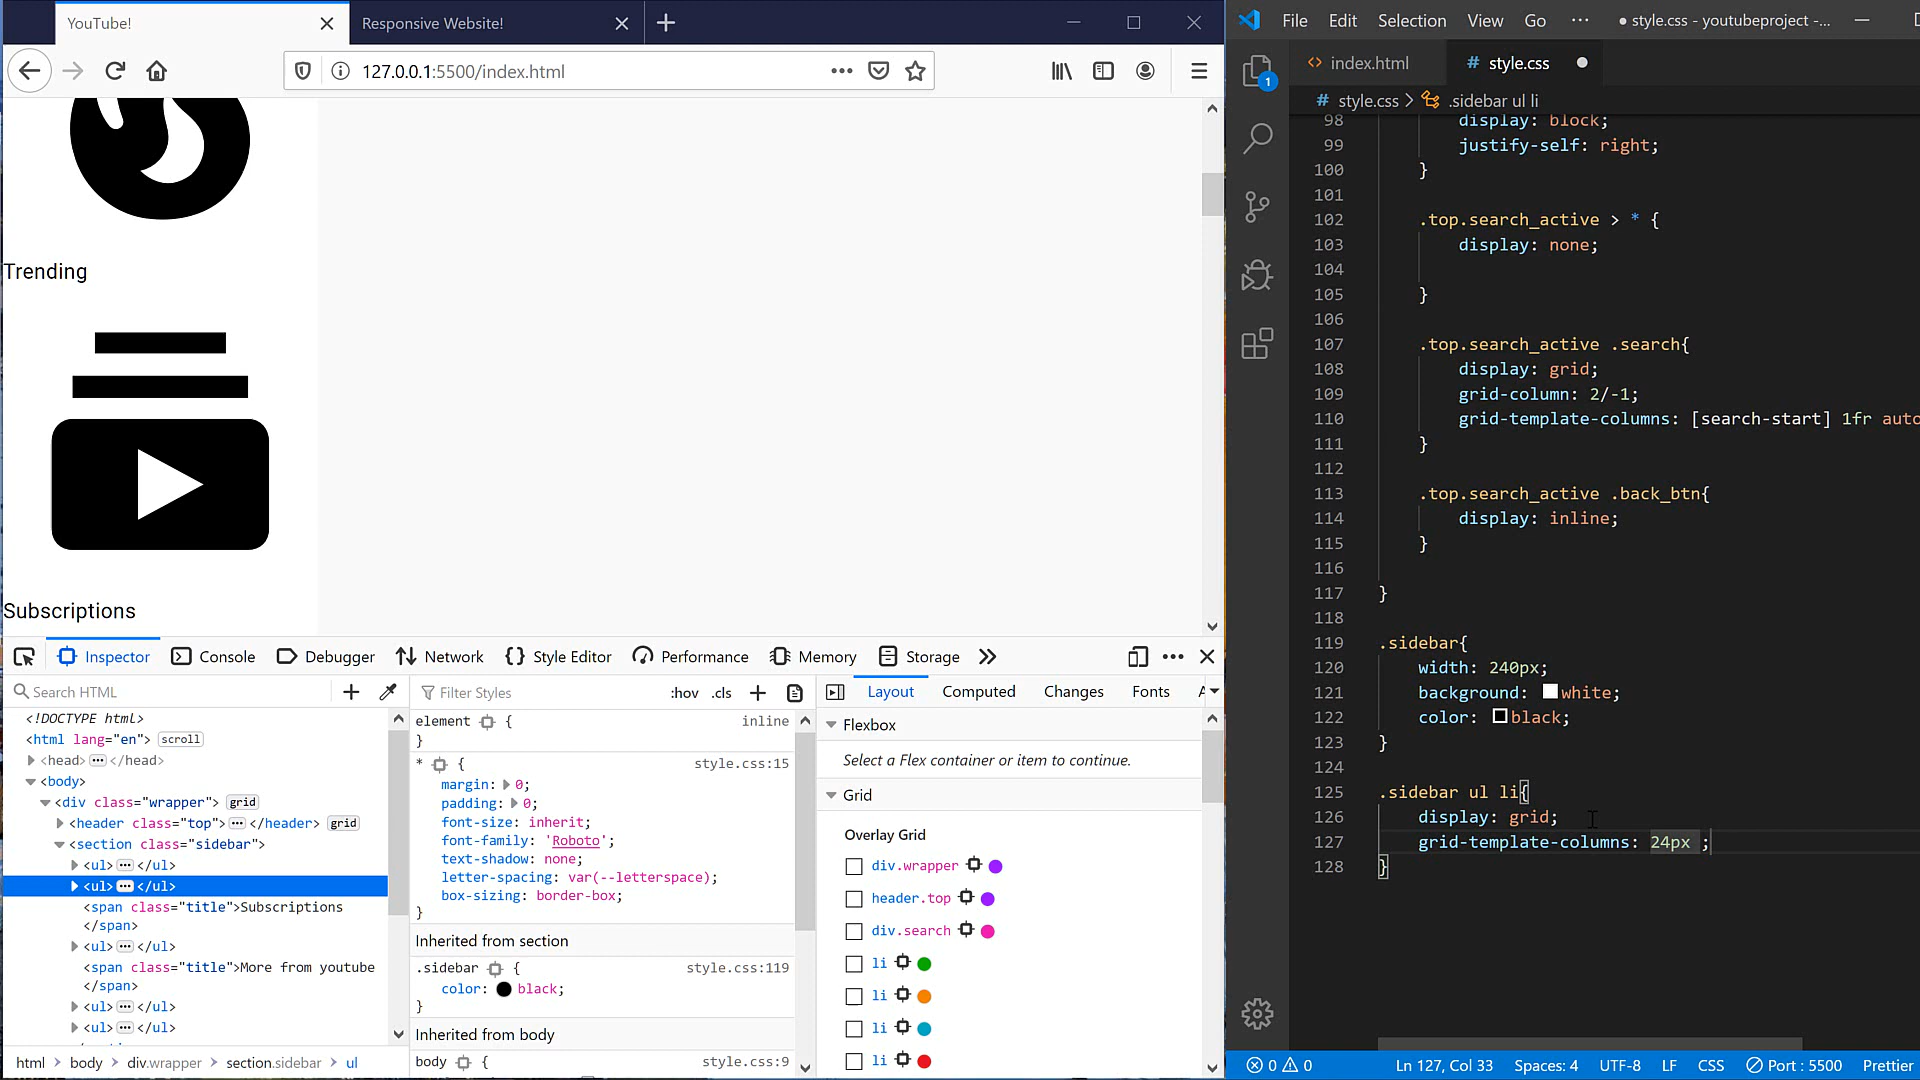 YouTube!
Responsive Website!
127.0.0.1:5500/index.html
Trending
Subscriptions
Inspector
Console
Debugger
Network
Style Editor
Performance
Memory
Storage
Search HTML
<!DOCTYPE html>
<html lang="en"> scroll
<head> </head>
<body>
<div class="wrapper"> grid
<header class="top"> </header> grid
<section class="sidebar">
<ul> </ul>
<ul> </ul>
<span class="title">Subscriptions
</span>
<ul> </ul>
<span class="title">More from youtube
</span>
<ul> </ul>
<ul> </ul>
html > body > div.wrapper > section.sidebar > ul
Filter Styles
:hov .cls
element { inline
}
* { style.css:15
margin: 0;
padding: 0;
font-size: inherit;
font-family: 'Roboto';
text-shadow: none;
letter-spacing: var(--letterspace);
box-sizing: border-box;
}
Inherited from section
.sidebar { style.css:119
color: black;
}
Inherited from body
body { style.css:9
Layout
Computed
Changes
Fonts
A
Flexbox
Select a Flex container or item to continue.
Grid
Overlay Grid
div.wrapper
header.top
div.search
li
li
li
li
File Edit Selection View Go ··· ● style.css - youtubeproject -...
1
<> index.html
# style.css
# style.css > .sidebar ul li
98 display: block;
99 justify-self: right;
100 }
101
102 .top.search_active > * {
103 display: none;
104
105 }
106
107 .top.search_active .search{
108 display: grid;
109 grid-column: 2/-1;
110 grid-template-columns: [search-start] 1fr auto
111 }
112
113 .top.search_active .back_btn{
114 display: inline;
115 }
116
117 }
118
119 .sidebar{
120 width: 240px;
121 background: white;
122 color: black;
123 }
124
125 .sidebar ul li{
126 display: grid;
127 grid-template-columns: 24px ;
128 }
0 0 Ln 127, Col 33 Spaces: 4 UTF-8 LF CSS Port : 5500 Prettier